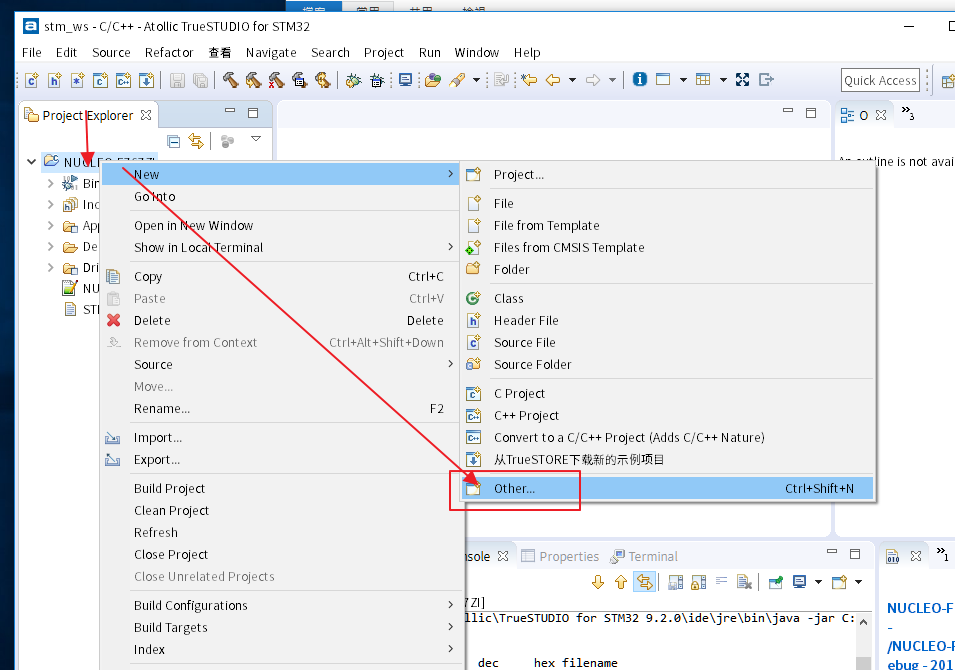 stm_ws - C/C++ - Atollic TrueSTUDIO for STM32
File Edit Source Refactor 查看 Navigate Search Project Run Window Help
Quick Access
Project Explorer
O
3
An outline is not avai
New
Go Into
Open in New Window
Show in Local Terminal
Copy Ctrl+C
Paste Ctrl+V
Delete Delete
Remove from Context Ctrl+Alt+Shift+Down
Source
Move...
Rename... F2
Import...
Export...
Build Project
Clean Project
Refresh
Close Project
Close Unrelated Projects
Build Configurations
Build Targets
Index
Project...
File
File from Template
Files from CMSIS Template
Folder
Class
Header File
Source File
Source Folder
C Project
C++ Project
Convert to a C/C++ Project (Adds C/C++ Nature)
从TrueSTORE下载新的示例项目
Other... Ctrl+Shift+N
Bin
Inc
App
De
Dri
NU
ST
nsole Properties Terminal
1
7ZI]
llic\TrueSTUDIO for STM32 9.2.0\ide\jre\bin\java -jar C:
dec hex filename
NUCLEO-F
-
/NUCLEO-F
ebug - 201